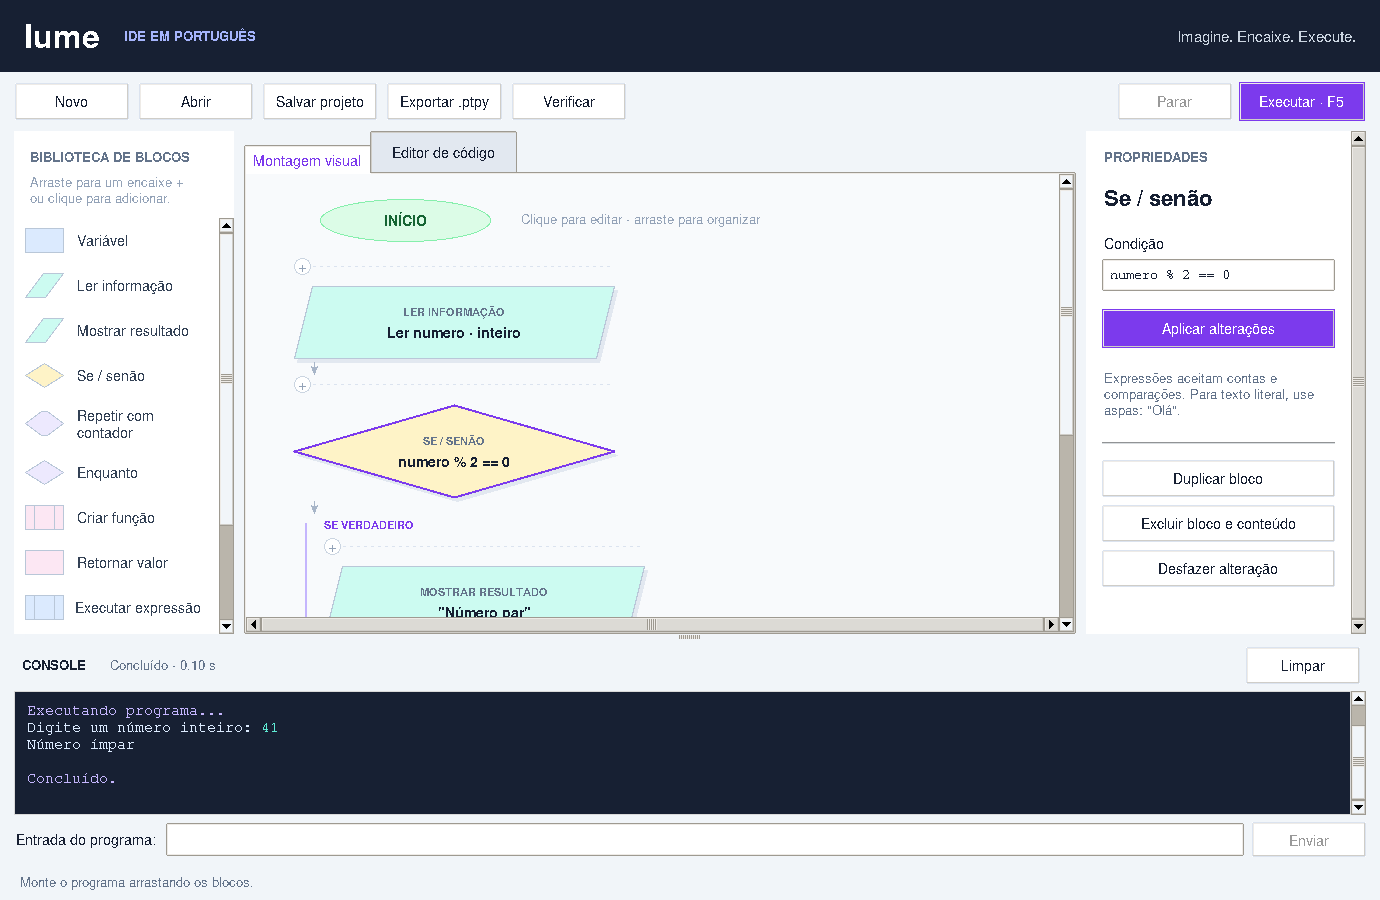 lume
IDE EM PORTUGUÊS
Imagine. Encaixe. Execute.
Novo
Abrir
Salvar projeto
Exportar .ptpy
Verificar
Parar
Executar · F5
BIBLIOTECA DE BLOCOS
Arraste para um encaixe +
ou clique para adicionar.
Variável
Ler informação
Mostrar resultado
Se / senão
Repetir com
contador
Enquanto
Criar função
Retornar valor
Executar expressão
Montagem visual
Editor de código
INÍCIO
Clique para editar · arraste para organizar
+
LER INFORMAÇÃO
Ler numero · inteiro
+
SE / SENÃO
numero % 2 == 0
SE VERDADEIRO
+
MOSTRAR RESULTADO
"Número par"
PROPRIEDADES
Se / senão
Condição
numero % 2 == 0
Aplicar alterações
Expressões aceitam contas e
comparações. Para texto literal, use
aspas: "Olá".
Duplicar bloco
Excluir bloco e conteúdo
Desfazer alteração
CONSOLE
Concluído · 0.10 s
Limpar
Executando programa...
Digite um número inteiro: 41
Número ímpar
Concluído.
Entrada do programa:
Enviar
Monte o programa arrastando os blocos.